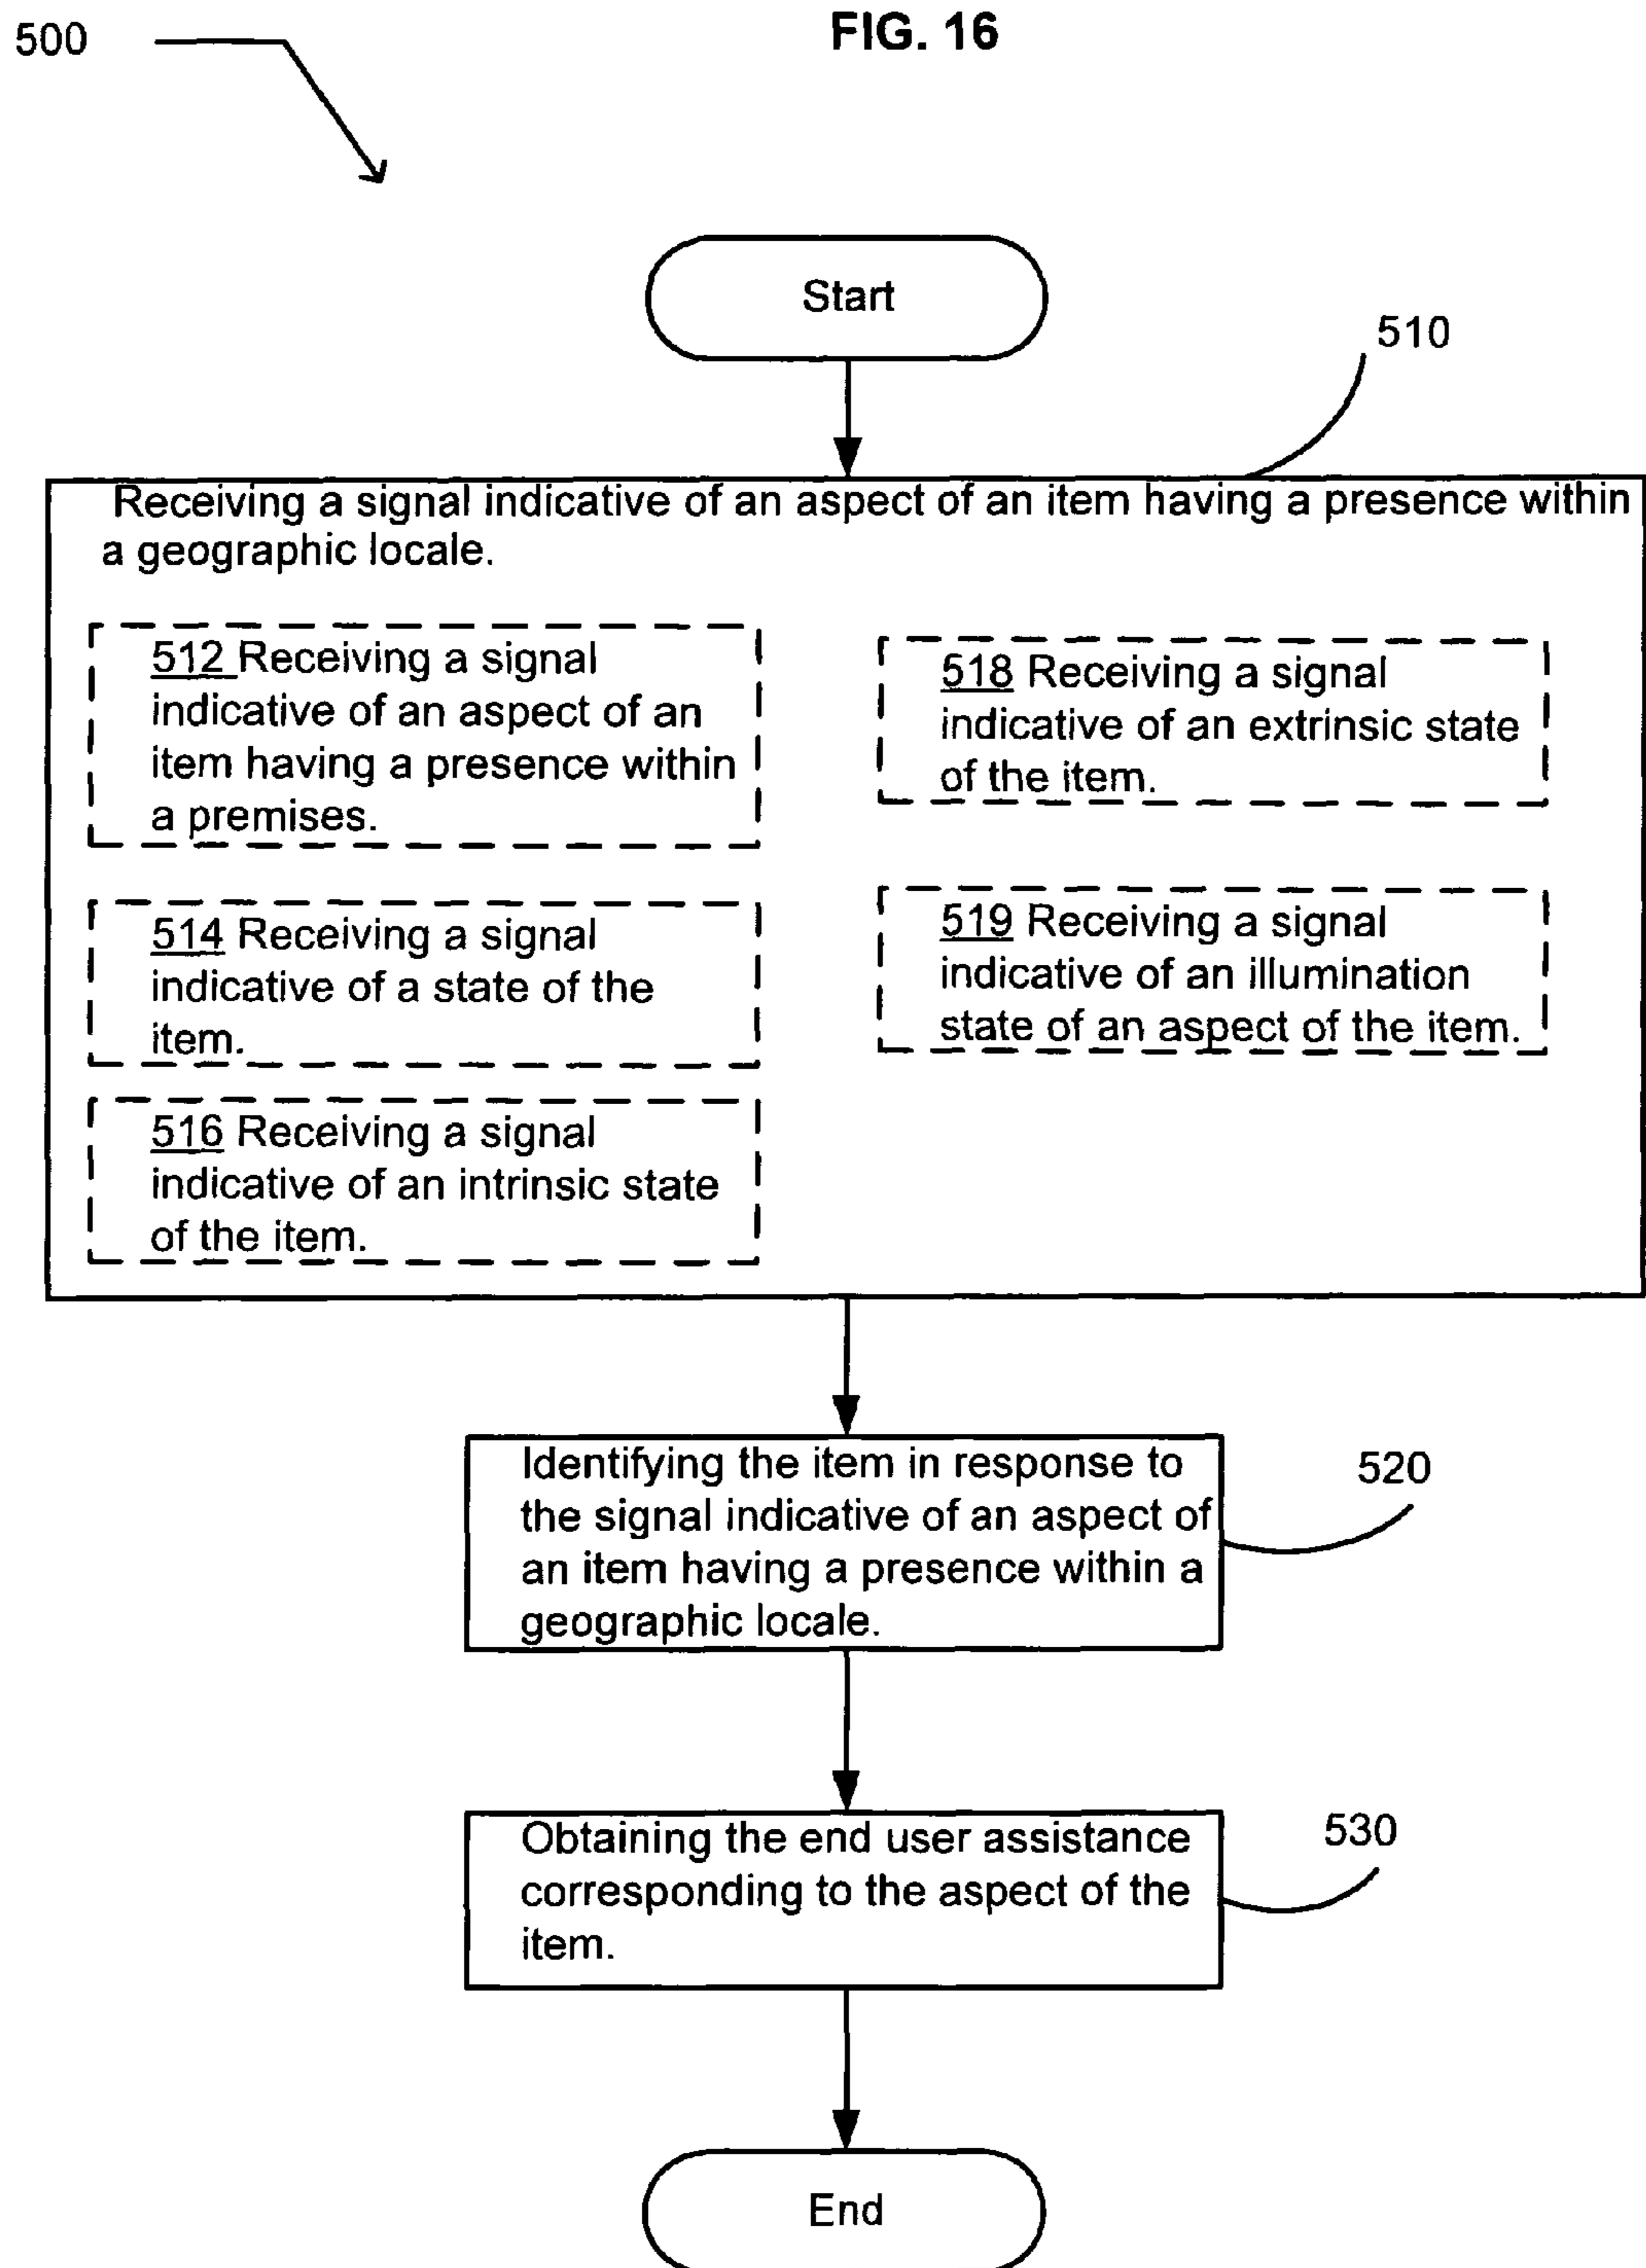 FIG. 16
500
Start
510
Receiving a signal indicative of an aspect of an item having a presence within
a geographic locale.
512 Receiving a signal
indicative of an aspect of an
item having a presence within
a premises.
514 Receiving a signal
indicative of a state of the
item.
516 Receiving a signal
indicative of an intrinsic state
of the item.
518 Receiving a signal
indicative of an extrinsic state
of the item.
519 Receiving a signal
indicative of an illumination
state of an aspect of the item.
Identifying the item in response to
the signal indicative of an aspect of
an item having a presence within a
geographic locale.
520
Obtaining the end user assistance
corresponding to the aspect of the
item.
530
End